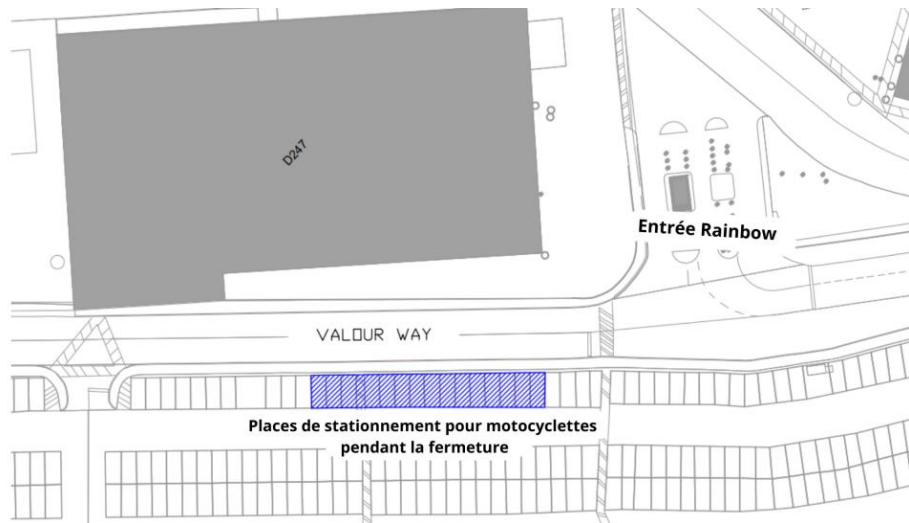 D247
Entrée Rainbow
VALOUR WAY
Places de stationnement pour motocyclettes
pendant la fermeture